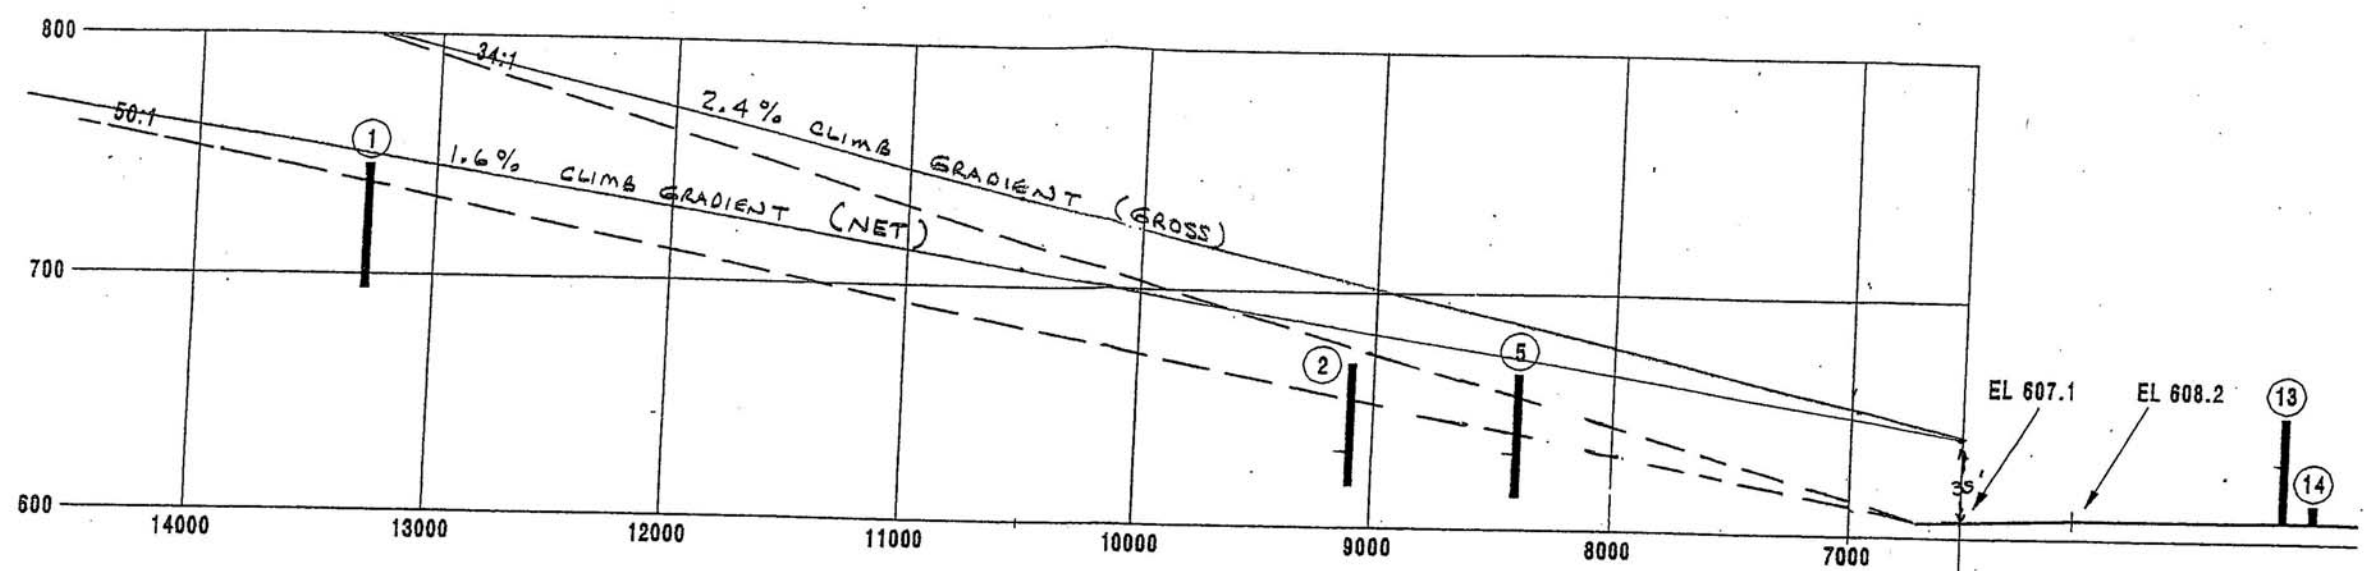 800
34:1
50:1
2.4% CLIMB GRADIENT (GROSS)
1
1.6% CLIMB GRADIENT (NET)
700
2
5
EL 607.1
EL 608.2
13
14
35'
600
14000 13000 12000 11000 10000 9000 8000 7000